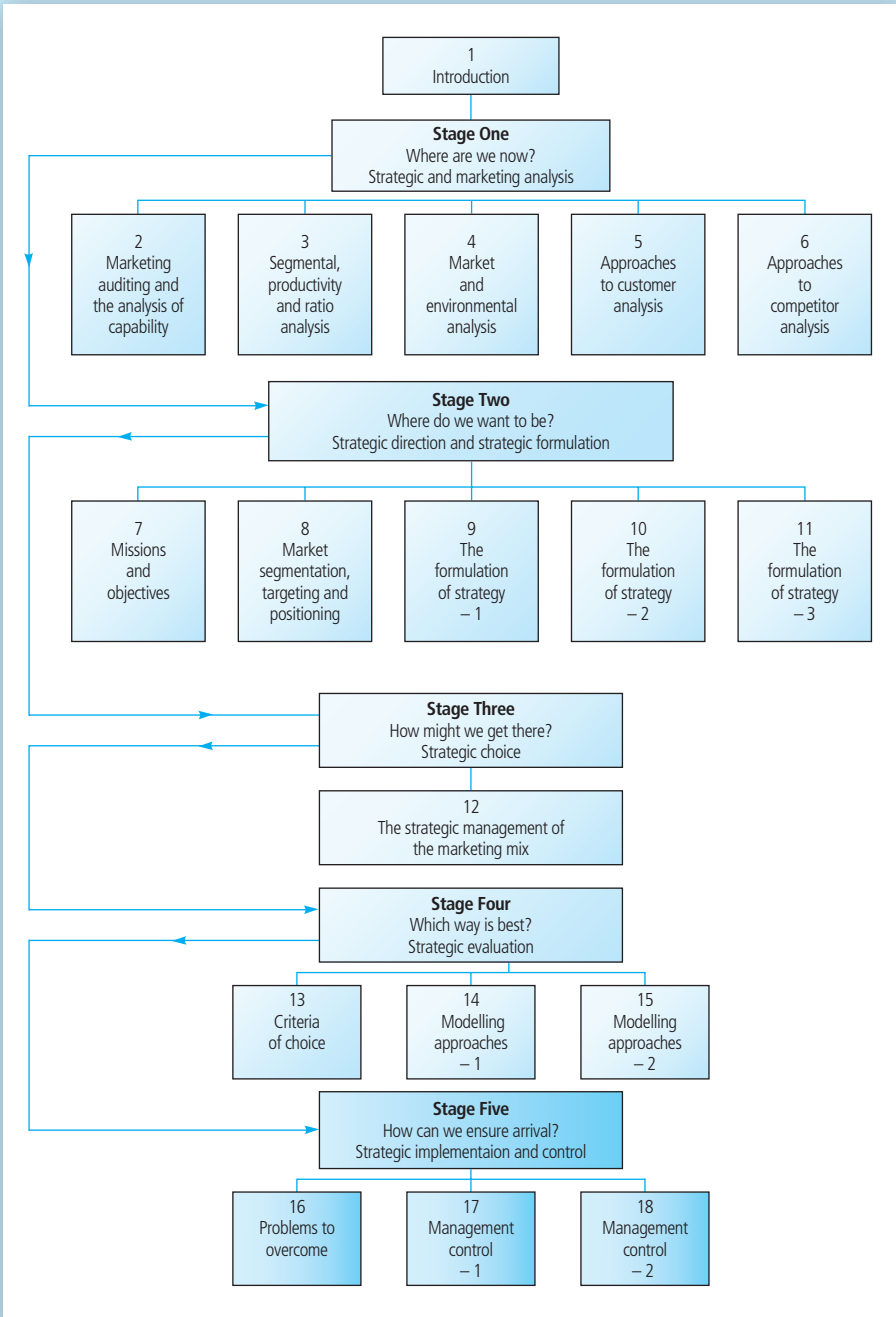 1
Introduction
Stage One
Where are we now?
Strategic and marketing analysis
2
Marketing
auditing and
the analysis of
capability
3
Segmental,
productivity
and ratio
analysis
4
Market
and
environmental
analysis
5
Approaches
to customer
analysis
6
Approaches
to
competitor
analysis
Stage Two
Where do we want to be?
Strategic direction and strategic formulation
7
Missions
and
objectives
8
Market
segmentation,
targeting and
positioning
9
The
formulation
of strategy
– 1
10
The
formulation
of strategy
– 2
11
The
formulation
of strategy
– 3
Stage Three
How might we get there?
Strategic choice
12
The strategic management of
the marketing mix
Stage Four
Which way is best?
Strategic evaluation
13
Criteria
of choice
14
Modelling
approaches
– 1
15
Modelling
approaches
– 2
Stage Five
How can we ensure arrival?
Strategic implementaion and control
16
Problems to
overcome
17
Management
control
– 1
18
Management
control
– 2